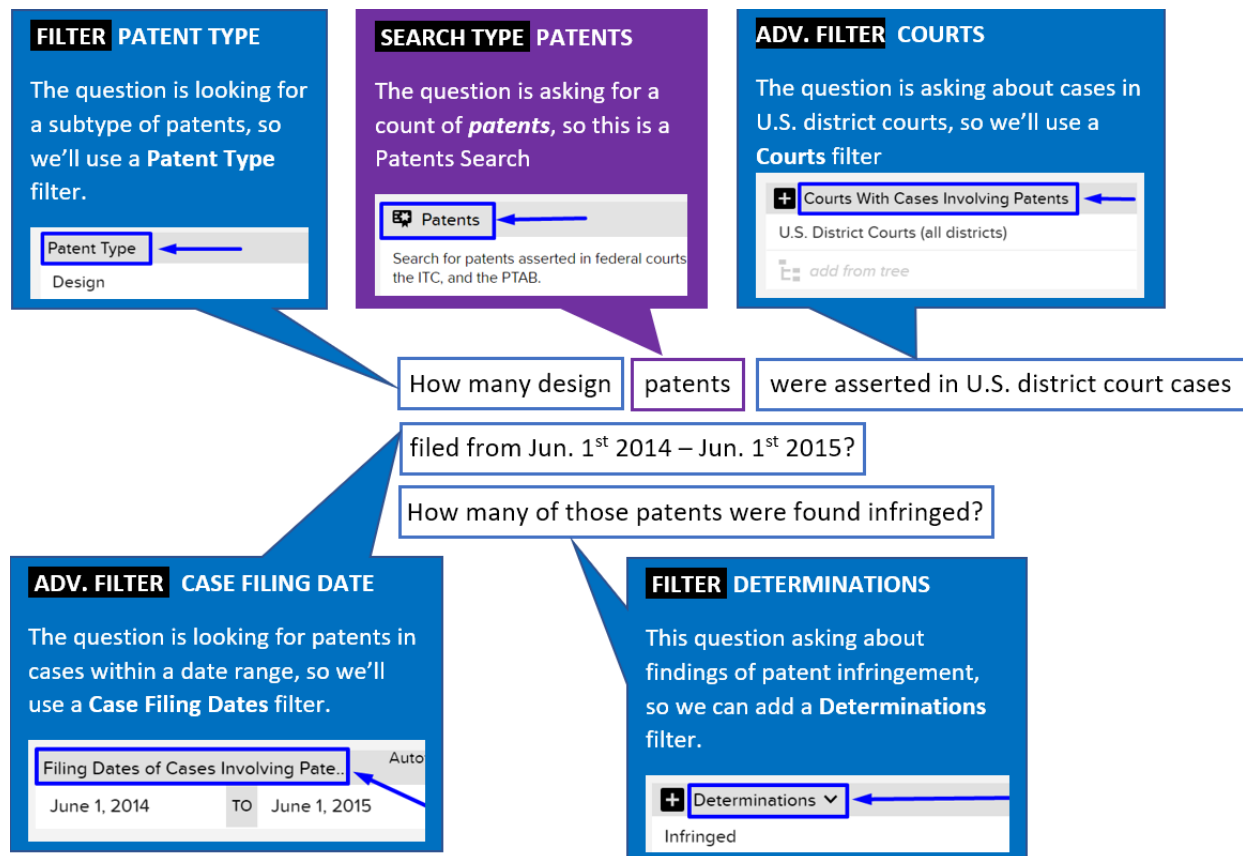 FILTER PATENT TYPE
The question is looking for
a subtype of patents, so
we'll use a Patent Type
filter.
Patent Type
Design
SEARCH TYPE PATENTS
The question is asking for a
count of patents, so this is a
Patents Search
Patents
Search for patents asserted in federal courts
the ITC, and the PTAB.
ADV. FILTER COURTS
The question is asking about cases in
U.S. district courts, so we'll use a
Courts filter
Courts With Cases Involving Patents
U.S. District Courts (all districts)
add from tree
How many design patents were asserted in U.S. district court cases
filed from Jun. 1st 2014 – Jun. 1st 2015?
How many of those patents were found infringed?
ADV. FILTER CASE FILING DATE
The question is looking for patents in
cases within a date range, so we'll
use a Case Filing Dates filter.
Filing Dates of Cases Involving Pate.. Auto
June 1, 2014 TO June 1, 2015
FILTER DETERMINATIONS
This question asking about
findings of patent infringement,
so we can add a Determinations
filter.
Determinations
Infringed